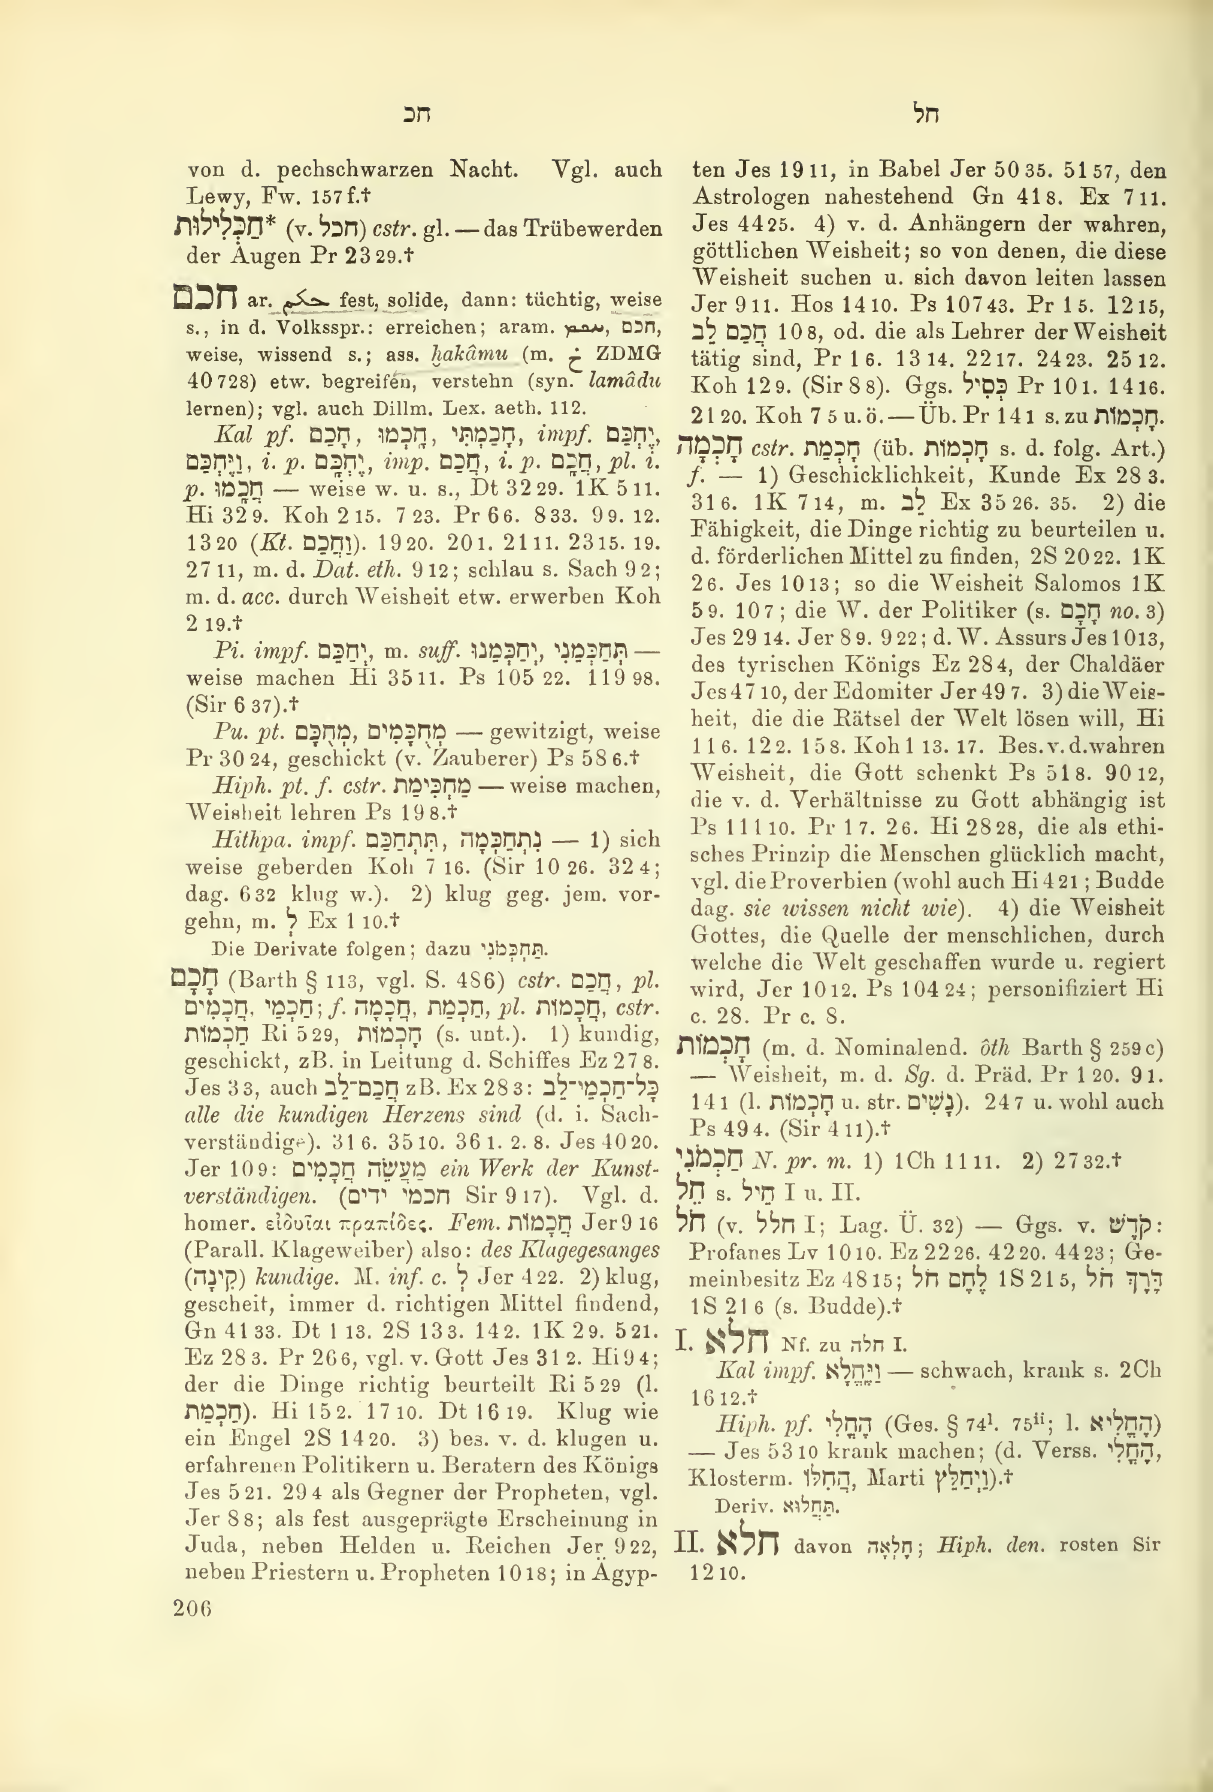 חכ
חל
von d. pechschwarzen Nacht. Vgl. auch
Lewy, Fw. 157 f.†
*חַכְלִילוּת (v. חכל) cstr. gl. — das Trübewerden
der Augen Pr 23 29.†
חכם ar. حكم fest, solide, dann: tüchtig, weise
s., in d. Volksspr.: erreichen; aram. חכם,
weise, wissend s.; ass. ḫakâmu (m. خ ZDMG
40 728) etw. begreifen, verstehn (syn. lamâdu
lernen); vgl. auch Dillm. Lex. aeth. 112.
Kal pf. חָכַם, חָכְמוּ, חָכַמְתִּי, impf. יֶחְכַּם,
וַיֶּחְכַּם, i. p. יֶחְכָּם, imp. חֲכַם, i. p. חֲכָם, pl. i.
p. חֲכָמוּ — weise w. u. s., Dt 32 29. 1K 5 11.
Hi 32 9. Koh 2 15. 7 23. Pr 6 6. 8 33. 9 9. 12.
13 20 (Kt. וַחֲכַם). 19 20. 20 1. 21 11. 23 15. 19.
27 11, m. d. Dat. eth. 9 12; schlau s. Sach 9 2;
m. d. acc. durch Weisheit etw. erwerben Koh
2 19.†
Pi. impf. יְחַכֵּם, m. suff. יְחַכְּמֵנוּ, תְּחַכְּמֵנִי —
weise machen Hi 35 11. Ps 105 22. 119 98.
(Sir 6 37).†
Pu. pt. מְחֻכָּם, מְחֻכָּמִים — gewitzigt, weise
Pr 30 24, geschickt (v. Zauberer) Ps 58 6.†
Hiph. pt. f. cstr. מַחְכִּימַת — weise machen,
Weisheit lehren Ps 19 8.†
Hithpa. impf. תִּתְחַכַּם, נִתְחַכְּמָה — 1) sich
weise geberden Koh 7 16. (Sir 10 26. 32 4;
dag. 6 32 klug w.). 2) klug geg. jem. vor-
gehn, m. לְ Ex 1 10.†
Die Derivate folgen; dazu תַּחְכְּמֹנִי.
חָכָם (Barth § 113, vgl. S. 486) cstr. חֲכַם, pl.
חֲכָמִים, חַכְמֵי; f. חֲכָמָה, חַכְמַת, pl. חֲכָמוֹת, cstr.
חַכְמוֹת Ri 5 29, חָכְמוֹת (s. unt.). 1) kundig,
geschickt, zB. in Leitung d. Schiffes Ez 27 8.
Jes 3 3, auch חֲכַם־לֵב zB. Ex 28 3: כָּל־חַכְמֵי־לֵב
alle die kundigen Herzens sind (d. i. Sach-
verständige). 31 6. 35 10. 36 1. 2. 8. Jes 40 20.
Jer 10 9: מַעֲשֵׂה חֲכָמִים ein Werk der Kunst-
verständigen. (חכמי ידים Sir 9 17). Vgl. d.
homer. εἰδυῖαι πραπίδες. Fem. חֲכָמוֹת Jer 9 16
(Parall. Klageweiber) also: des Klagegesanges
(קִינָה) kundige. M. inf. c. לְ Jer 4 22. 2) klug,
gescheit, immer d. richtigen Mittel findend,
Gn 41 33. Dt 1 13. 2S 13 3. 14 2. 1K 2 9. 5 21.
Ez 28 3. Pr 26 6, vgl. v. Gott Jes 31 2. Hi 9 4;
der die Dinge richtig beurteilt Ri 5 29 (l.
חַכְמַת). Hi 15 2. 17 10. Dt 16 19. Klug wie
ein Engel 2S 14 20. 3) bes. v. d. klugen u.
erfahrenen Politikern u. Beratern des Königs
Jes 5 21. 29 4 als Gegner der Propheten, vgl.
Jer 8 8; als fest ausgeprägte Erscheinung in
Juda, neben Helden u. Reichen Jer 9 22,
neben Priestern u. Propheten 10 18; in Ägyp-
206
ten Jes 19 11, in Babel Jer 50 35. 51 57, den
Astrologen nahestehend Gn 41 8. Ex 7 11.
Jes 44 25. 4) v. d. Anhängern der wahren,
göttlichen Weisheit; so von denen, die diese
Weisheit suchen u. sich davon leiten lassen
Jer 9 11. Hos 14 10. Ps 107 43. Pr 1 5. 12 15,
חֲכַם לֵב 10 8, od. die als Lehrer der Weisheit
tätig sind, Pr 1 6. 13 14. 22 17. 24 23. 25 12.
Koh 12 9. (Sir 8 8). Ggs. כְּסִיל Pr 10 1. 14 16.
21 20. Koh 7 5 u. ö. — Üb. Pr 14 1 s. zu חָכְמוֹת.
חָכְמָה cstr. חָכְמַת (üb. חָכְמוֹת s. d. folg. Art.)
f. — 1) Geschicklichkeit, Kunde Ex 28 3.
31 6. 1K 7 14, m. לֵב Ex 35 26. 35. 2) die
Fähigkeit, die Dinge richtig zu beurteilen u.
d. förderlichen Mittel zu finden, 2S 20 22. 1K
2 6. Jes 10 13; so die Weisheit Salomos 1K
5 9. 10 7; die W. der Politiker (s. חָכָם no. 3)
Jes 29 14. Jer 8 9. 9 22; d. W. Assurs Jes 10 13,
des tyrischen Königs Ez 28 4, der Chaldäer
Jes 47 10, der Edomiter Jer 49 7. 3) die Weis-
heit, die die Rätsel der Welt lösen will, Hi
11 6. 12 2. 15 8. Koh 1 13. 17. Bes. v. d. wahren
Weisheit, die Gott schenkt Ps 51 8. 90 12,
die v. d. Verhältnisse zu Gott abhängig ist
Ps 111 10. Pr 1 7. 2 6. Hi 28 28, die als ethi-
sches Prinzip die Menschen glücklich macht,
vgl. die Proverbien (wohl auch Hi 4 21; Budde
dag. sie wissen nicht wie). 4) die Weisheit
Gottes, die Quelle der menschlichen, durch
welche die Welt geschaffen wurde u. regiert
wird, Jer 10 12. Ps 104 24; personifiziert Hi
c. 28. Pr c. 8.
חָכְמוֹת (m. d. Nominalend. ôth Barth § 259 c)
— Weisheit, m. d. Sg. d. Präd. Pr 1 20. 9 1.
14 1 (l. חָכְמוֹת u. str. נָשִׁים). 24 7 u. wohl auch
Ps 49 4. (Sir 4 11).†
חַכְמֹנִי N. pr. m. 1) 1Ch 11 11. 2) 27 32.†
חֵל s. חֵיל I u. II.
חֹל (v. חלל I; Lag. Ü. 32) — Ggs. v. קֹדֶשׁ:
Profanes Lv 10 10. Ez 22 26. 42 20. 44 23; Ge-
meinbesitz Ez 48 15; לֶחֶם חֹל 1S 21 5, דֶּרֶךְ חֹל
1S 21 6 (s. Budde).†
I. חלא Nf. zu חלה I.
Kal impf. וַיֶּחֱלֶא — schwach, krank s. 2Ch
16 12.†
Hiph. pf. הֶחֱלִי (Ges. § 74l. 75ii; l. הֶחֱלִיא)
— Jes 53 10 krank machen; (d. Verss. הֶחֳלִי,
Klosterm. הַחֲלוֹ, Marti וַיְחַלֵּץ).†
Deriv. תַּחֲלוּא.
II. חלא davon חֶלְאָה; Hiph. den. rosten Sir
12 10.